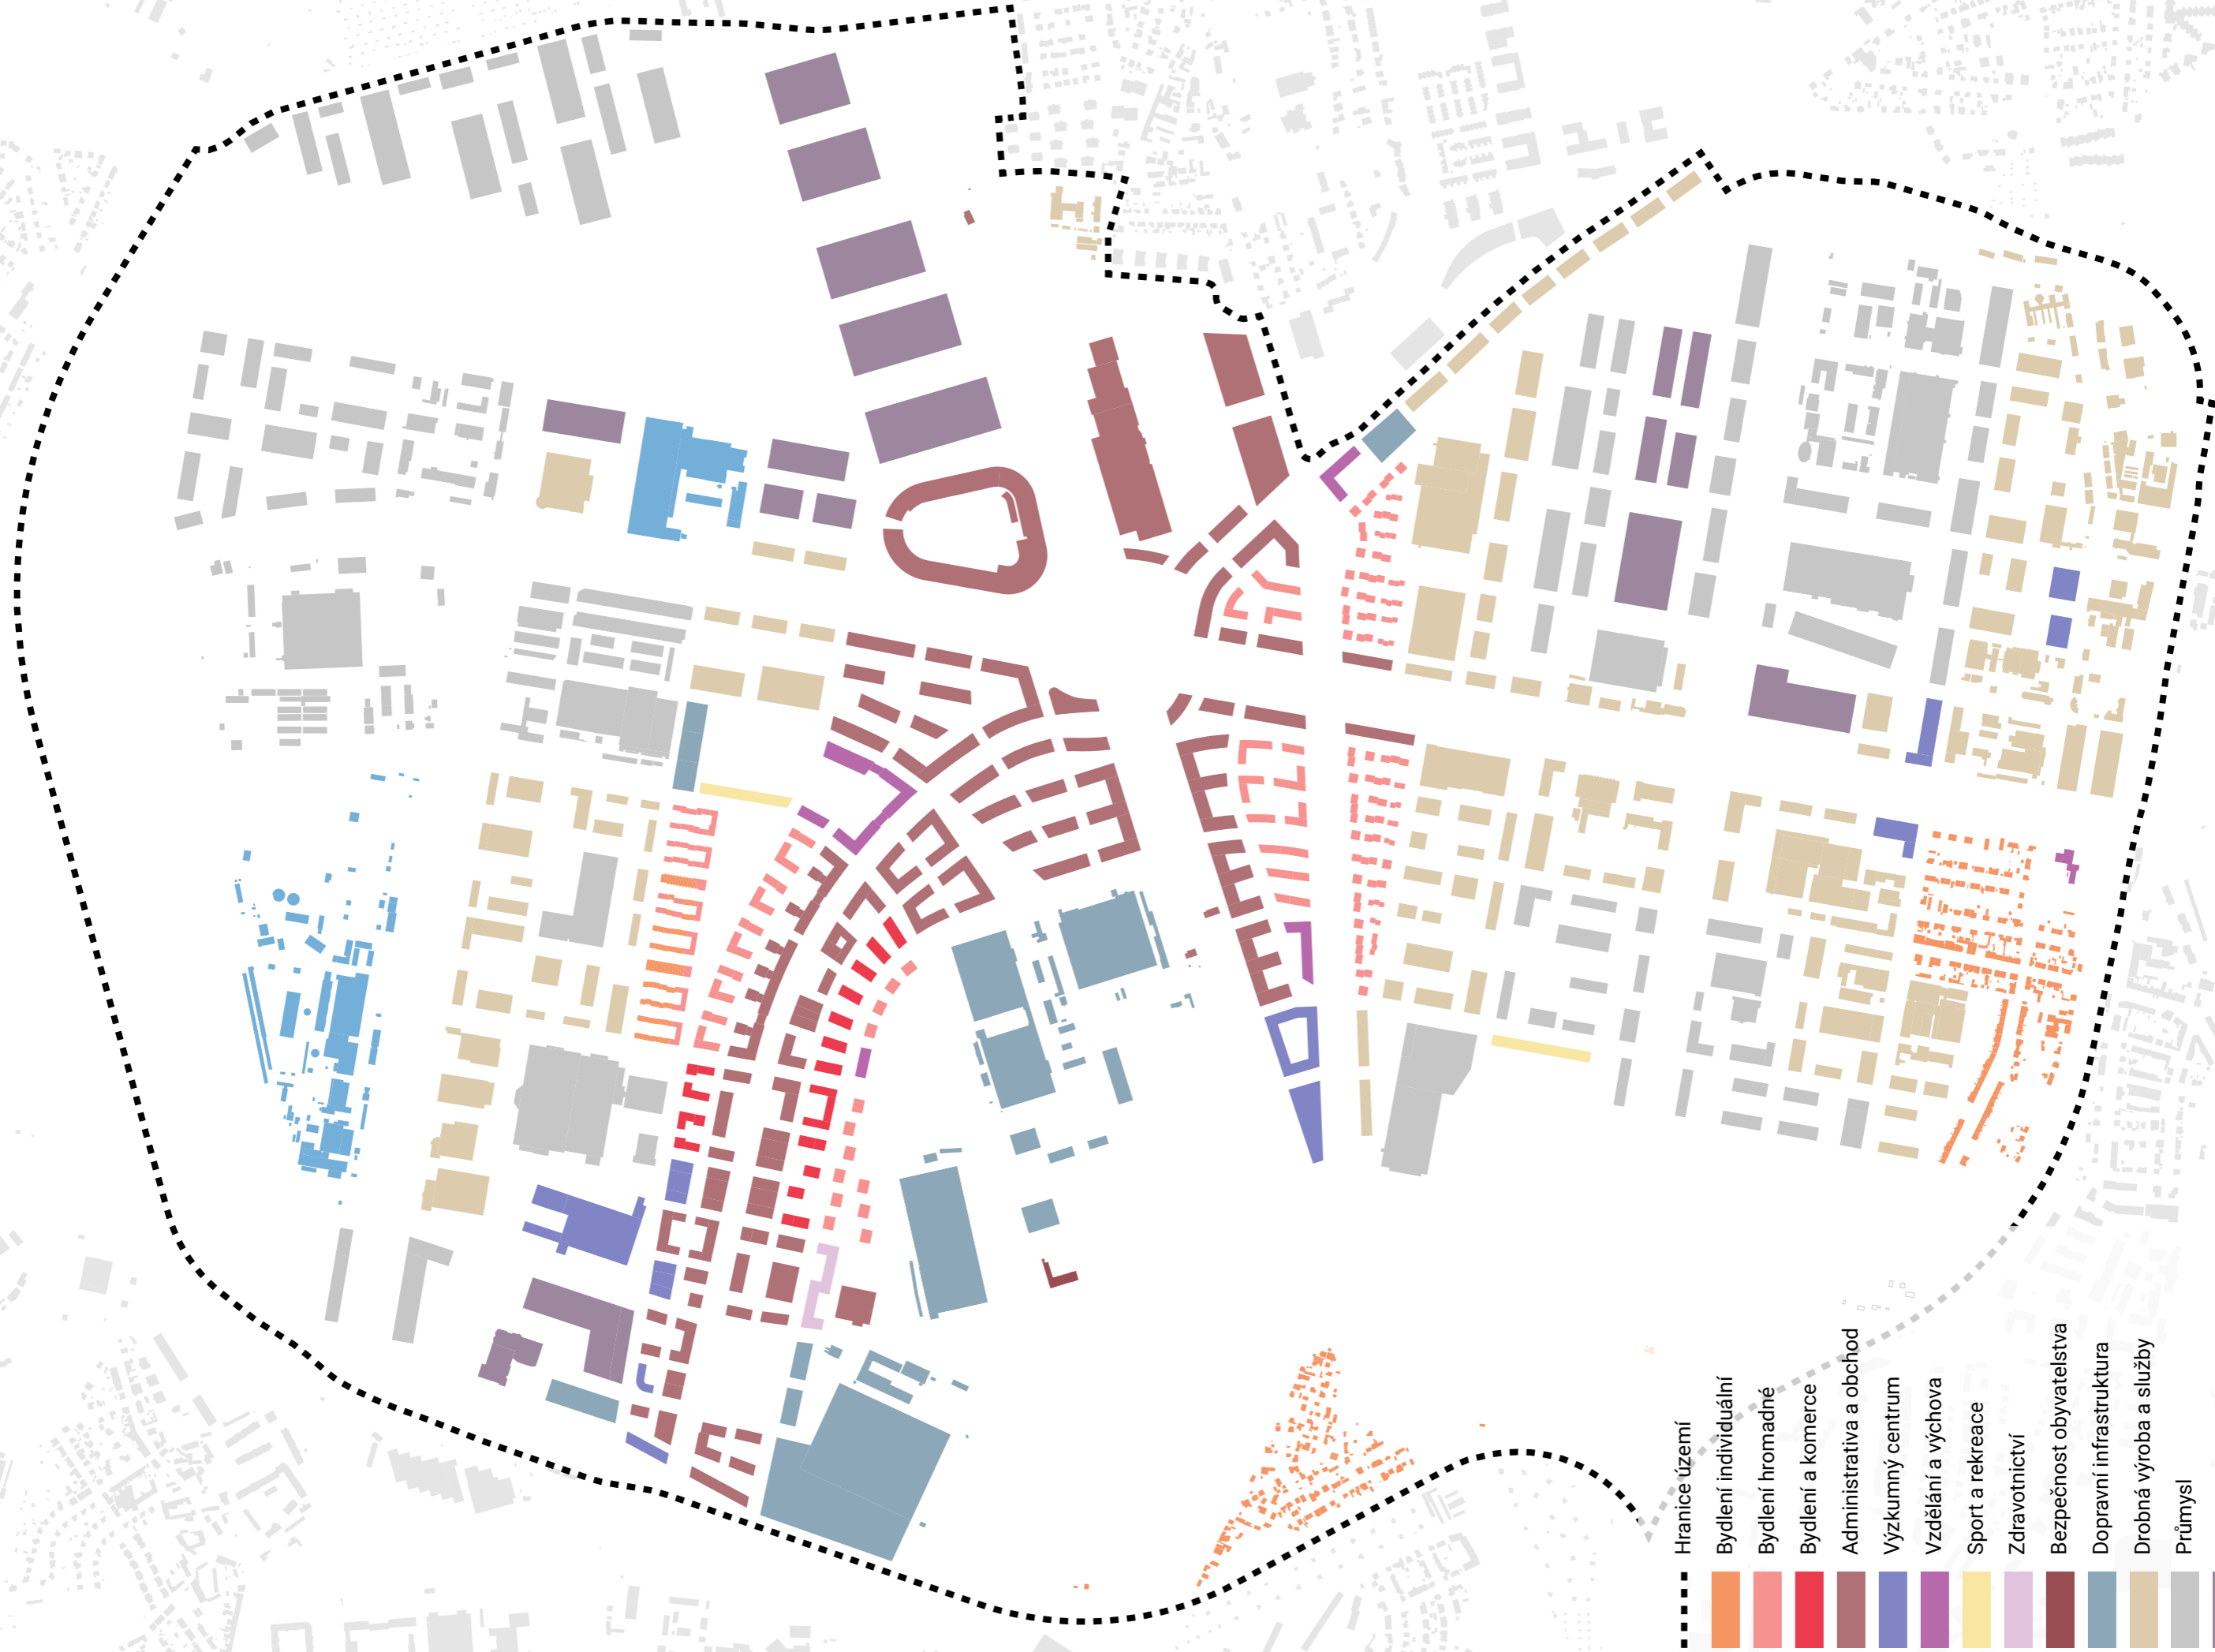 Hranice území
Bydlení individuální
Bydlení hromadné
Bydlení a komerce
Administrativa a obchod
Výzkumný centrum
Vzdělání a výchova
Sport a rekreace
Zdravotnictví
Bezpečnost obyvatelstva
Dopravní infrastruktura
Drobná výroba a služby
Průmysl